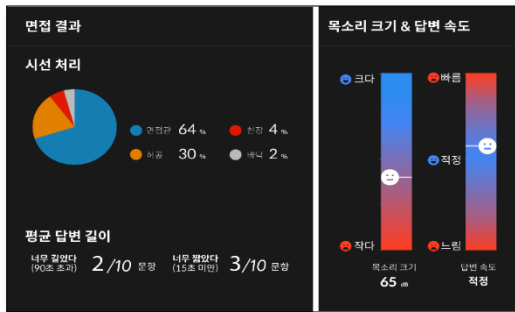 면접 결과
시선 처리
면접관 64 %
천장 4 %
허공 30 %
바닥 2 %
평균 답변 길이
너무 길었다
(90초 초과)
2/10 문항
너무 짧았다
(15초 미만)
3/10 문항
목소리 크기 & 답변 속도
크다
작다
목소리 크기
65 dB
빠름
적정
느림
답변 속도
적정